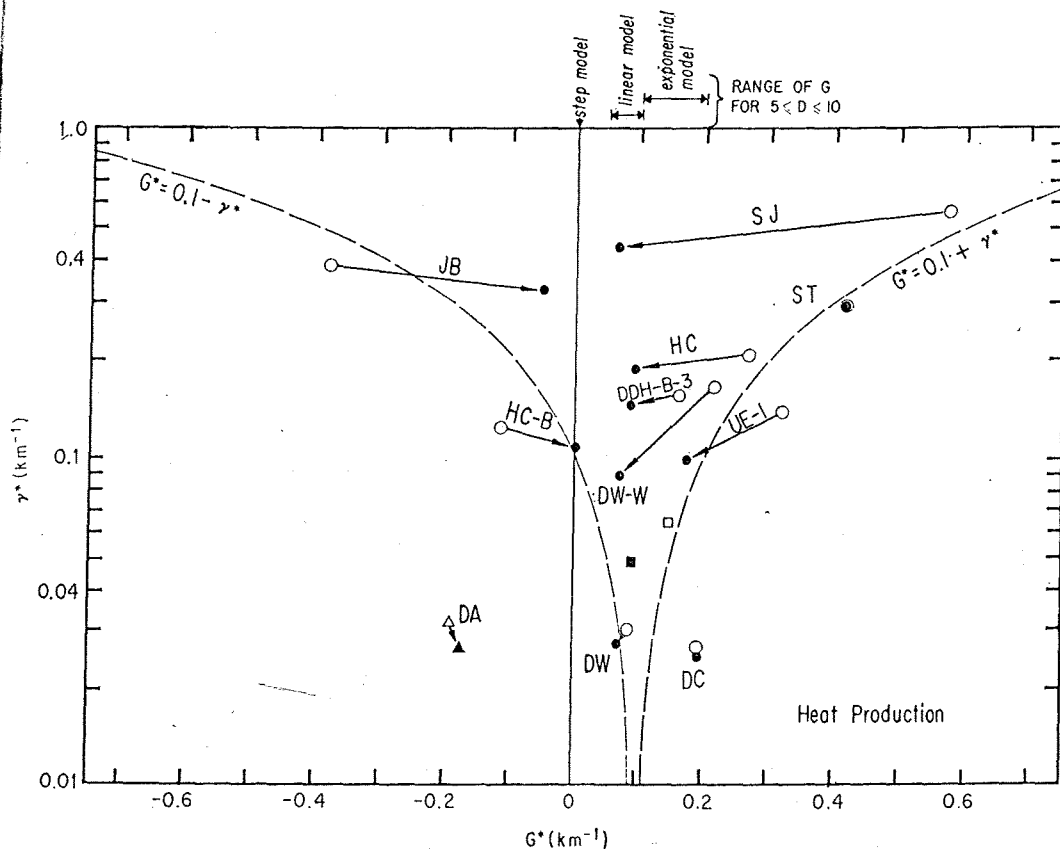 step model
linear model
exponential
model
RANGE OF G
FOR 5 ≤ D ≤ 10
1.0
0.4
0.1
0.04
0.01
γ* (km⁻¹)
G* = 0.1 - γ*
G* = 0.1 + γ*
SJ
JB
ST
HC
DDH-B-3
HC-B
UE-1
DW-W
DA
DW
DC
Heat Production
-0.6
-0.4
-0.2
0
0.2
0.4
0.6
G* (km⁻¹)